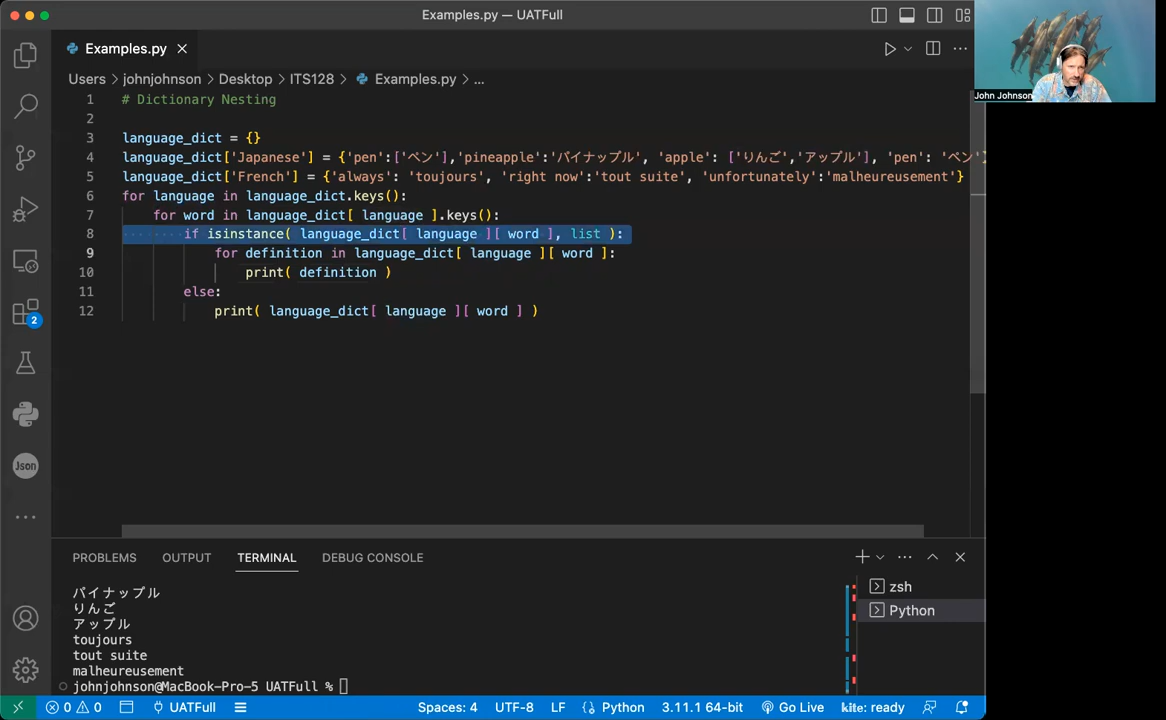 Examples.py — UATFull
John Johnson
Examples.py
Users > johnjohnson > Desktop > ITS128 > Examples.py > ...
1 # Dictionary Nesting
2
3 language_dict = {}
4 language_dict['Japanese'] = {'pen':['ペン'],'pineapple':'パイナップル', 'apple': ['りんご','アップル'], 'pen': 'ペン'}
5 language_dict['French'] = {'always': 'toujours', 'right now':'tout suite', 'unfortunately':'malheureusement'}
6 for language in language_dict.keys():
7 for word in language_dict[ language ].keys():
8 if isinstance( language_dict[ language ][ word ], list ):
9 for definition in language_dict[ language ][ word ]:
10 print( definition )
11 else:
12 print( language_dict[ language ][ word ] )
2
Json
PROBLEMS OUTPUT TERMINAL DEBUG CONSOLE
zsh
Python
パイナップル
りんご
アップル
toujours
tout suite
malheureusement
johnjohnson@MacBook-Pro-5 UATFull %
0 0 UATFull Spaces: 4 UTF-8 LF Python 3.11.1 64-bit Go Live kite: ready